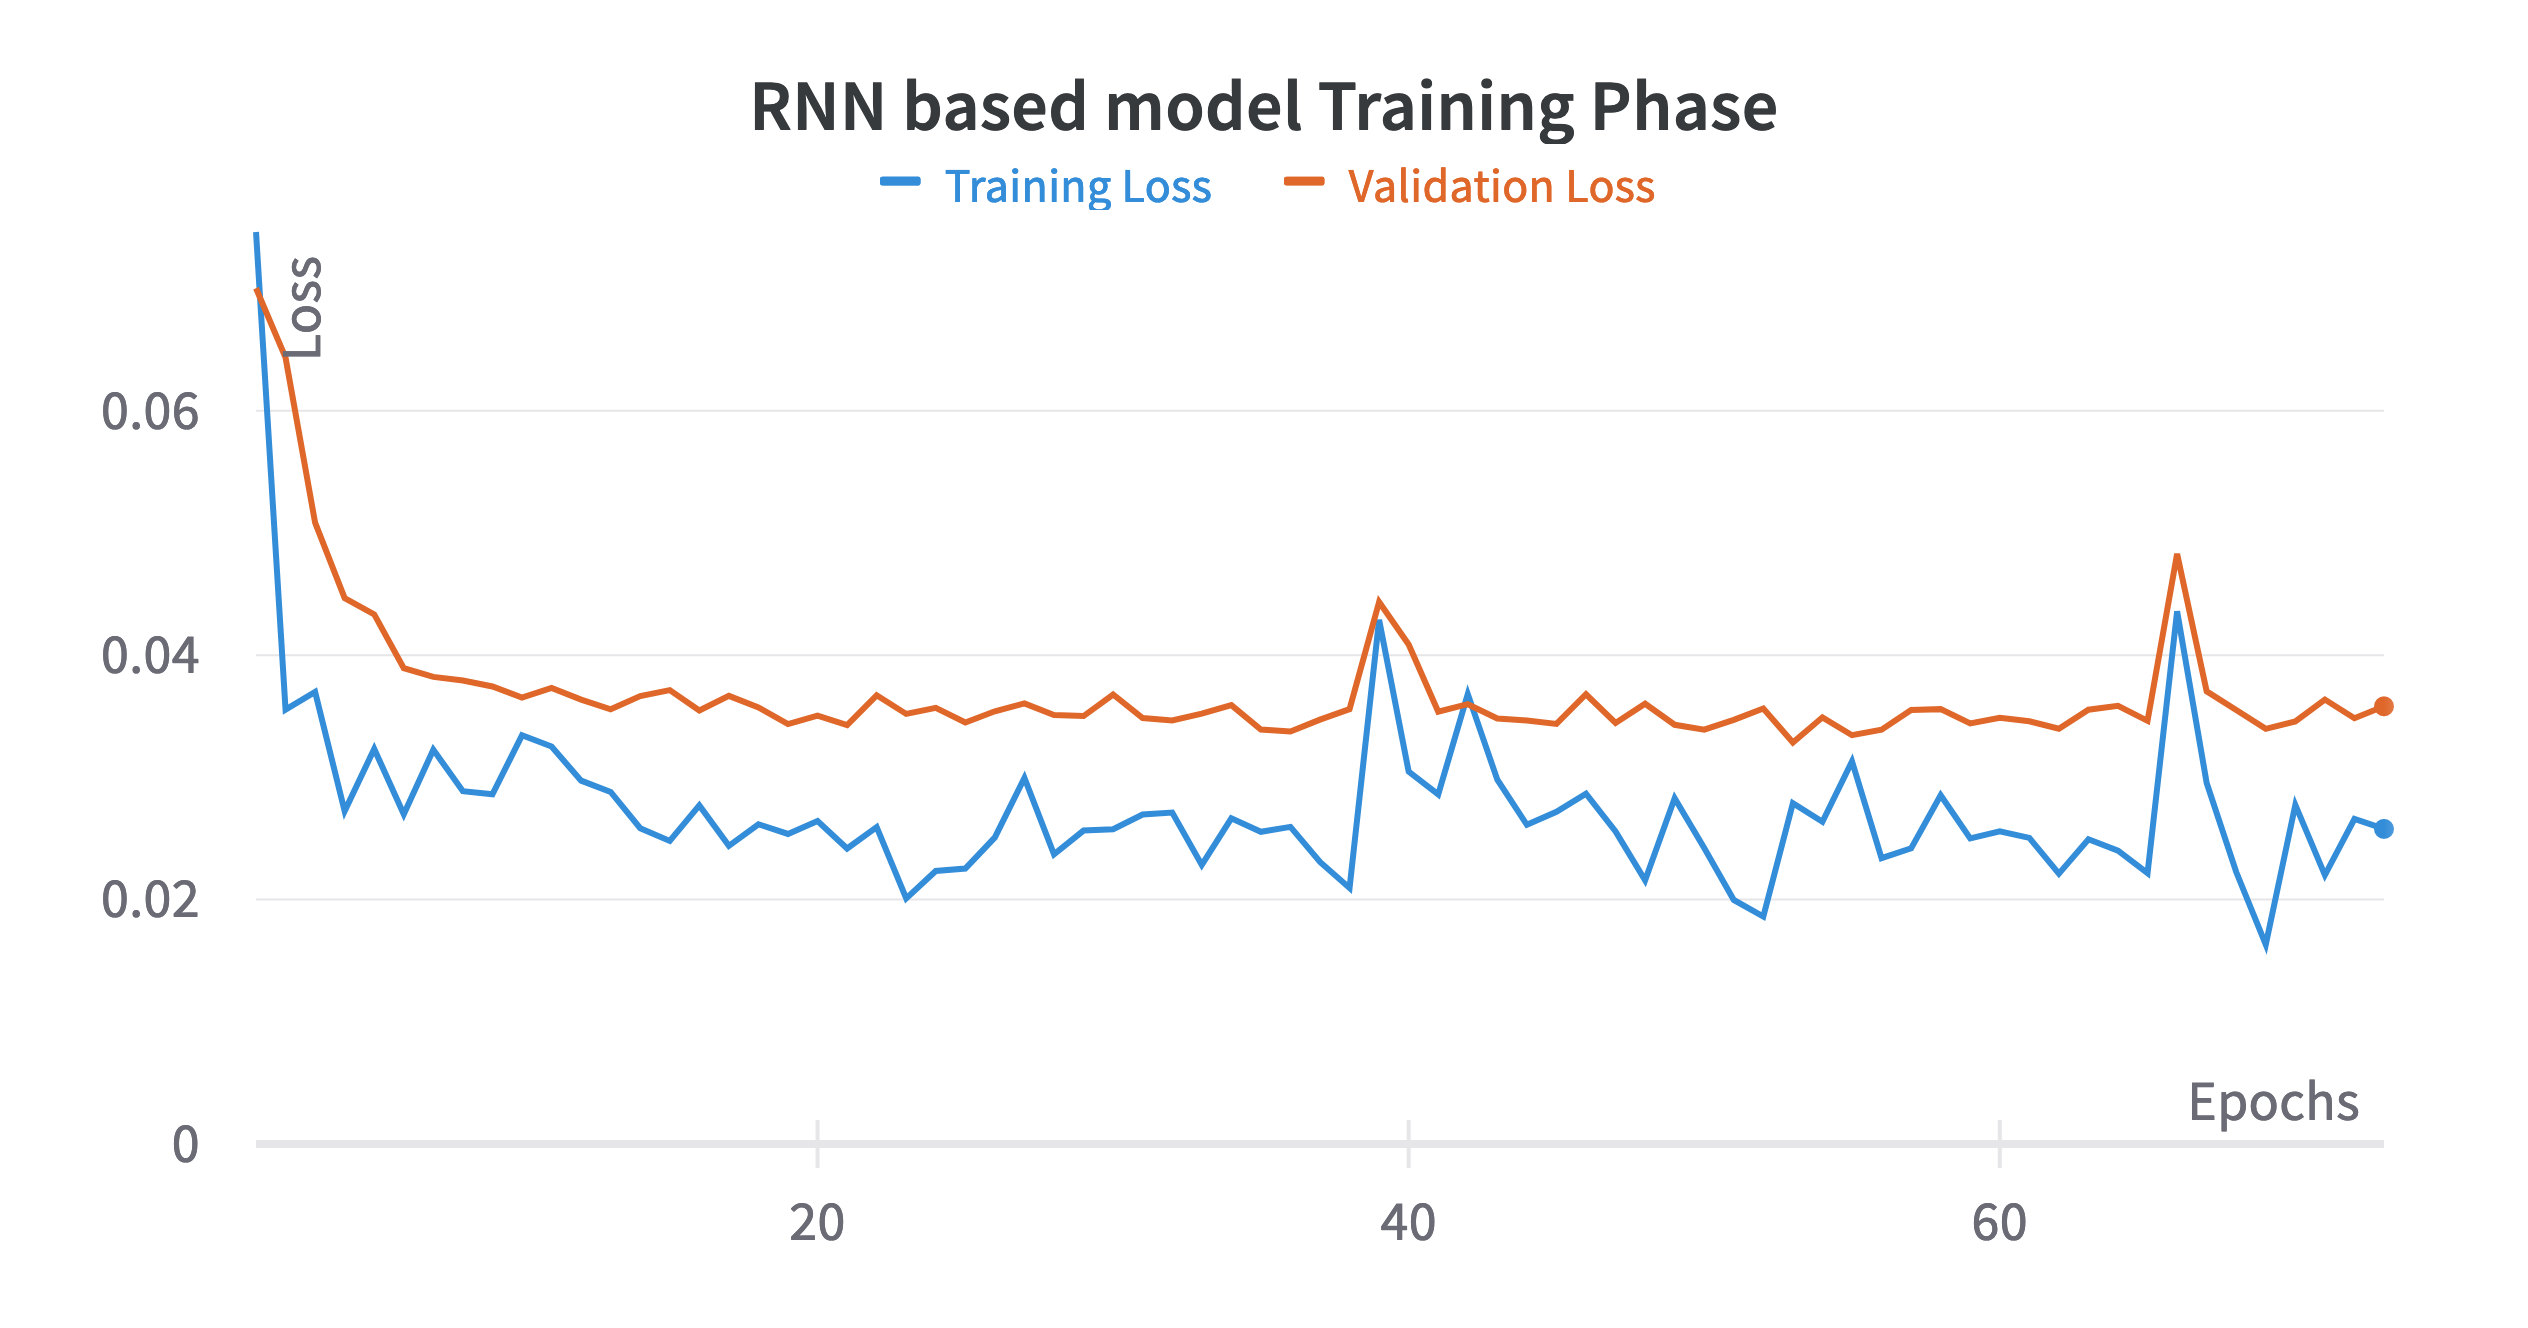 RNN based model Training Phase
Training Loss Validation Loss
Loss
0.06
0.04
0.02
0
Epochs
20 40 60